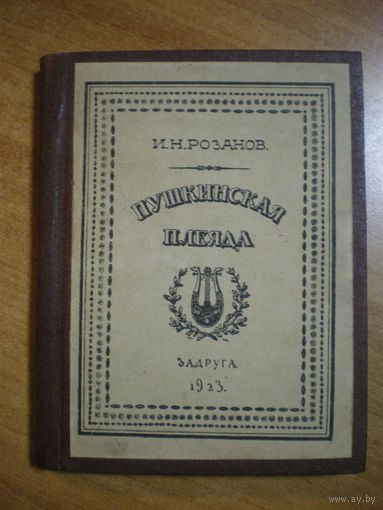 И.Н.РОЗАНОВ.
ПУШКИНСКАЯ
ПЛЕЯДА
ЗАДРУГА
1923.
www.ay.by